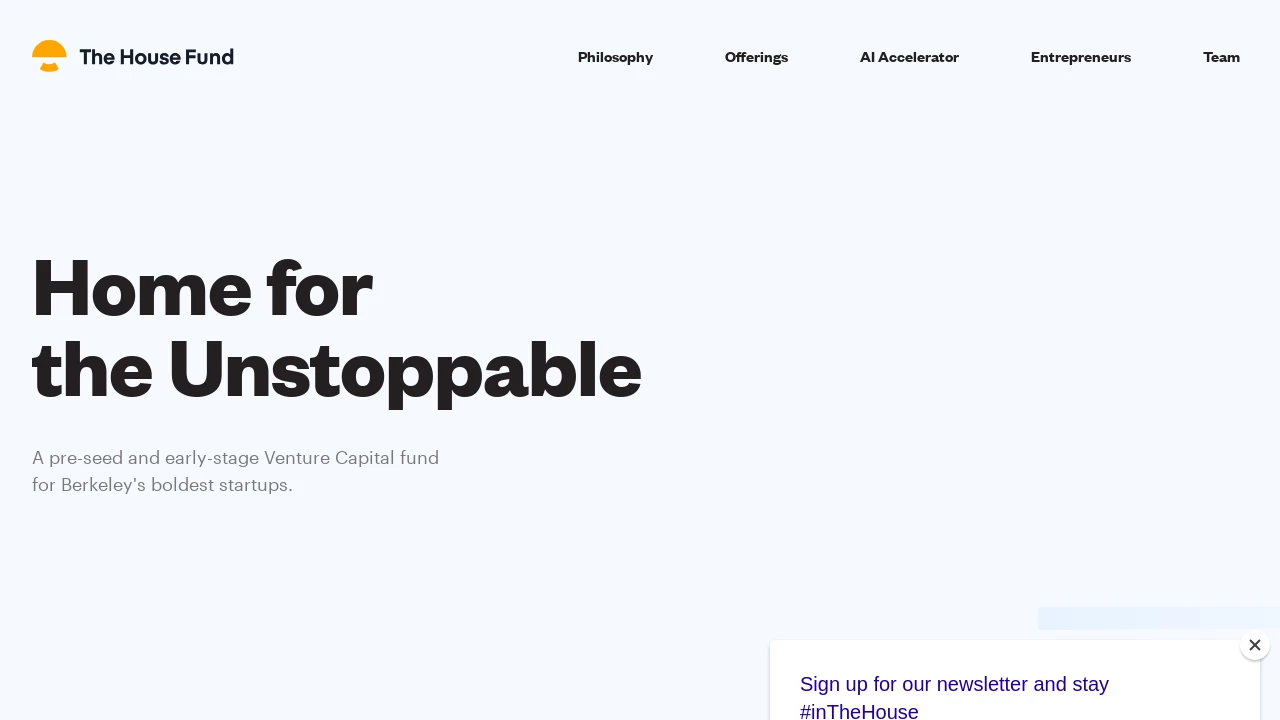 The House Fund
Philosophy
Offerings
AI Accelerator
Entrepreneurs
Team
Home for
the Unstoppable
A pre-seed and early-stage Venture Capital fund
for Berkeley's boldest startups.
Sign up for our newsletter and stay
#inTheHouse